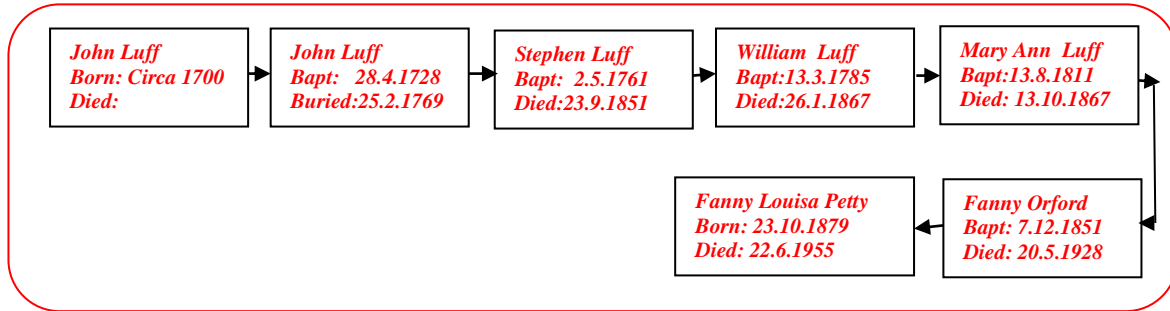 John Luff
Born: Circa 1700
Died:
John Luff
Bapt: 28.4.1728
Buried:25.2.1769
Stephen Luff
Bapt: 2.5.1761
Died:23.9.1851
William Luff
Bapt:13.3.1785
Died:26.1.1867
Mary Ann Luff
Bapt:13.8.1811
Died: 13.10.1867
Fanny Orford
Bapt: 7.12.1851
Died: 20.5.1928
Fanny Louisa Petty
Born: 23.10.1879
Died: 22.6.1955